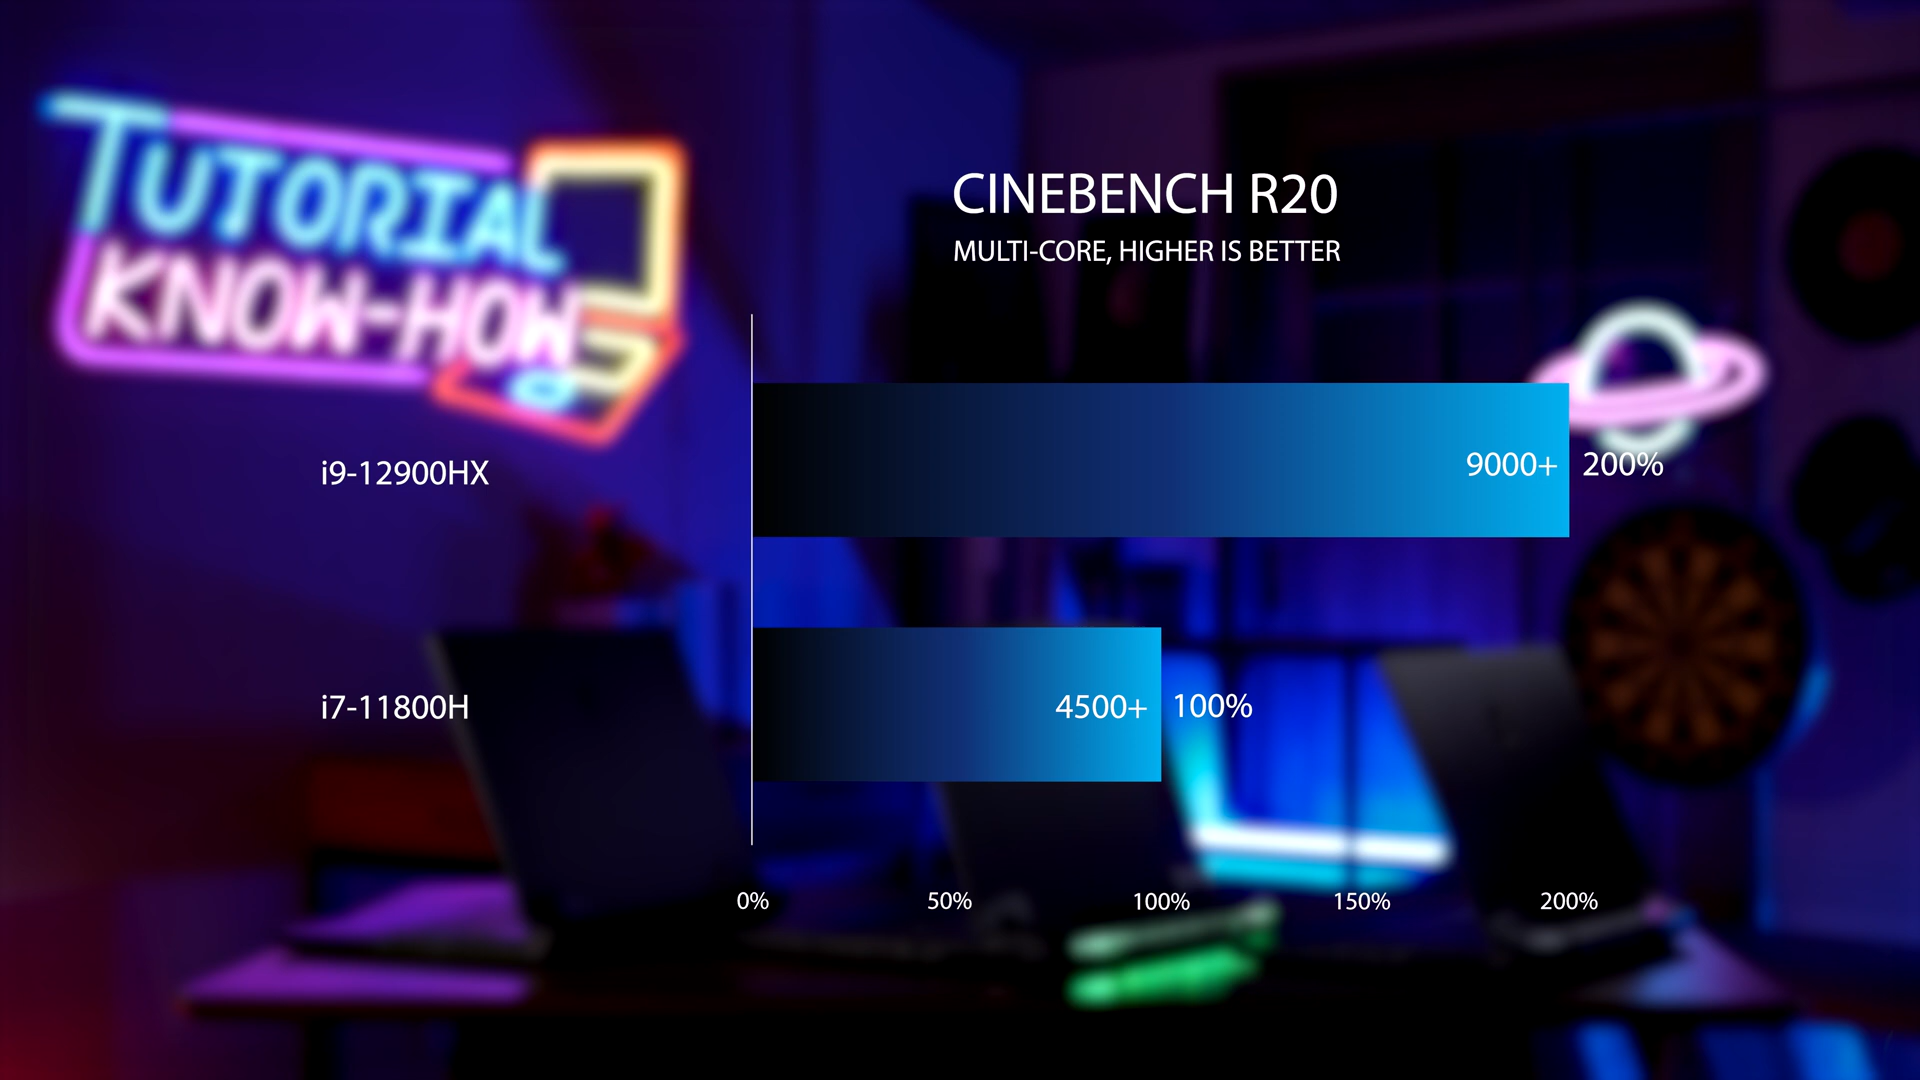 TUTORIAL
KNOW-HOW
CINEBENCH R20
MULTI-CORE, HIGHER IS BETTER
i9-12900HX
9000+ 200%
i7-11800H
4500+ 100%
0% 50% 100% 150% 200%